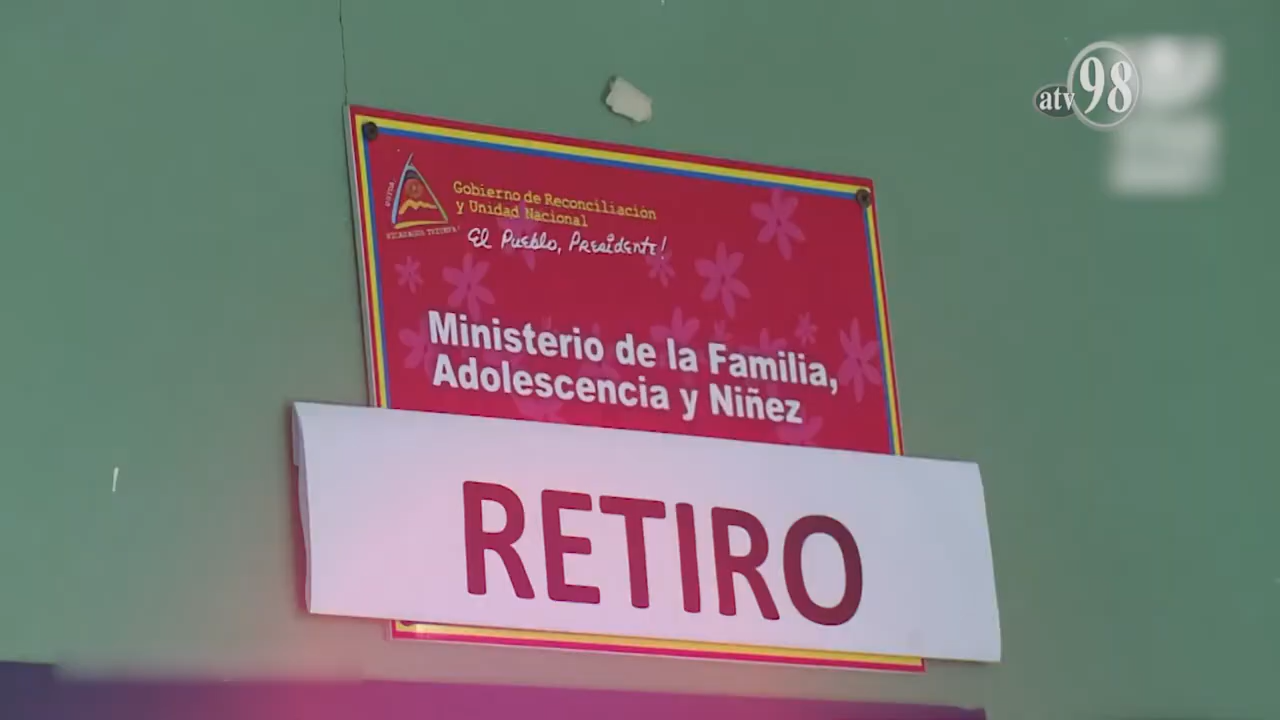 atv 98
Gobierno de Reconciliación
y Unidad Nacional
El Pueblo, Presidente!
Ministerio de la Familia,
Adolescencia y Niñez
RETIRO